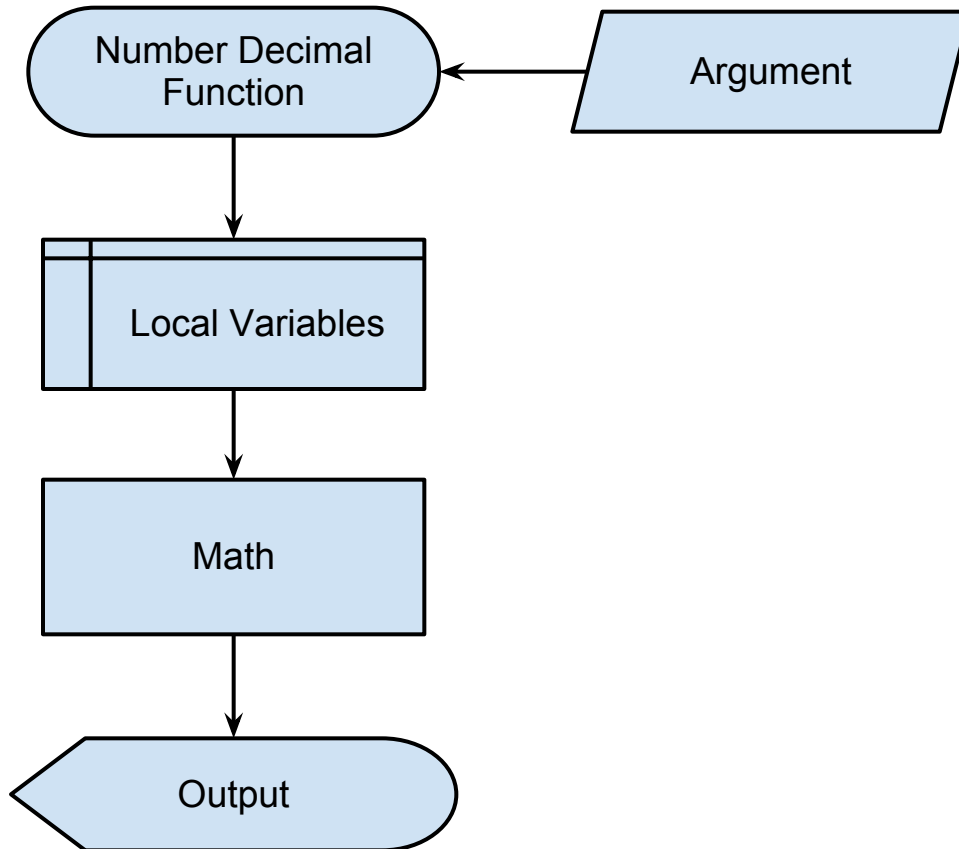 Number Decimal
Function
Argument
Local Variables
Math
Output